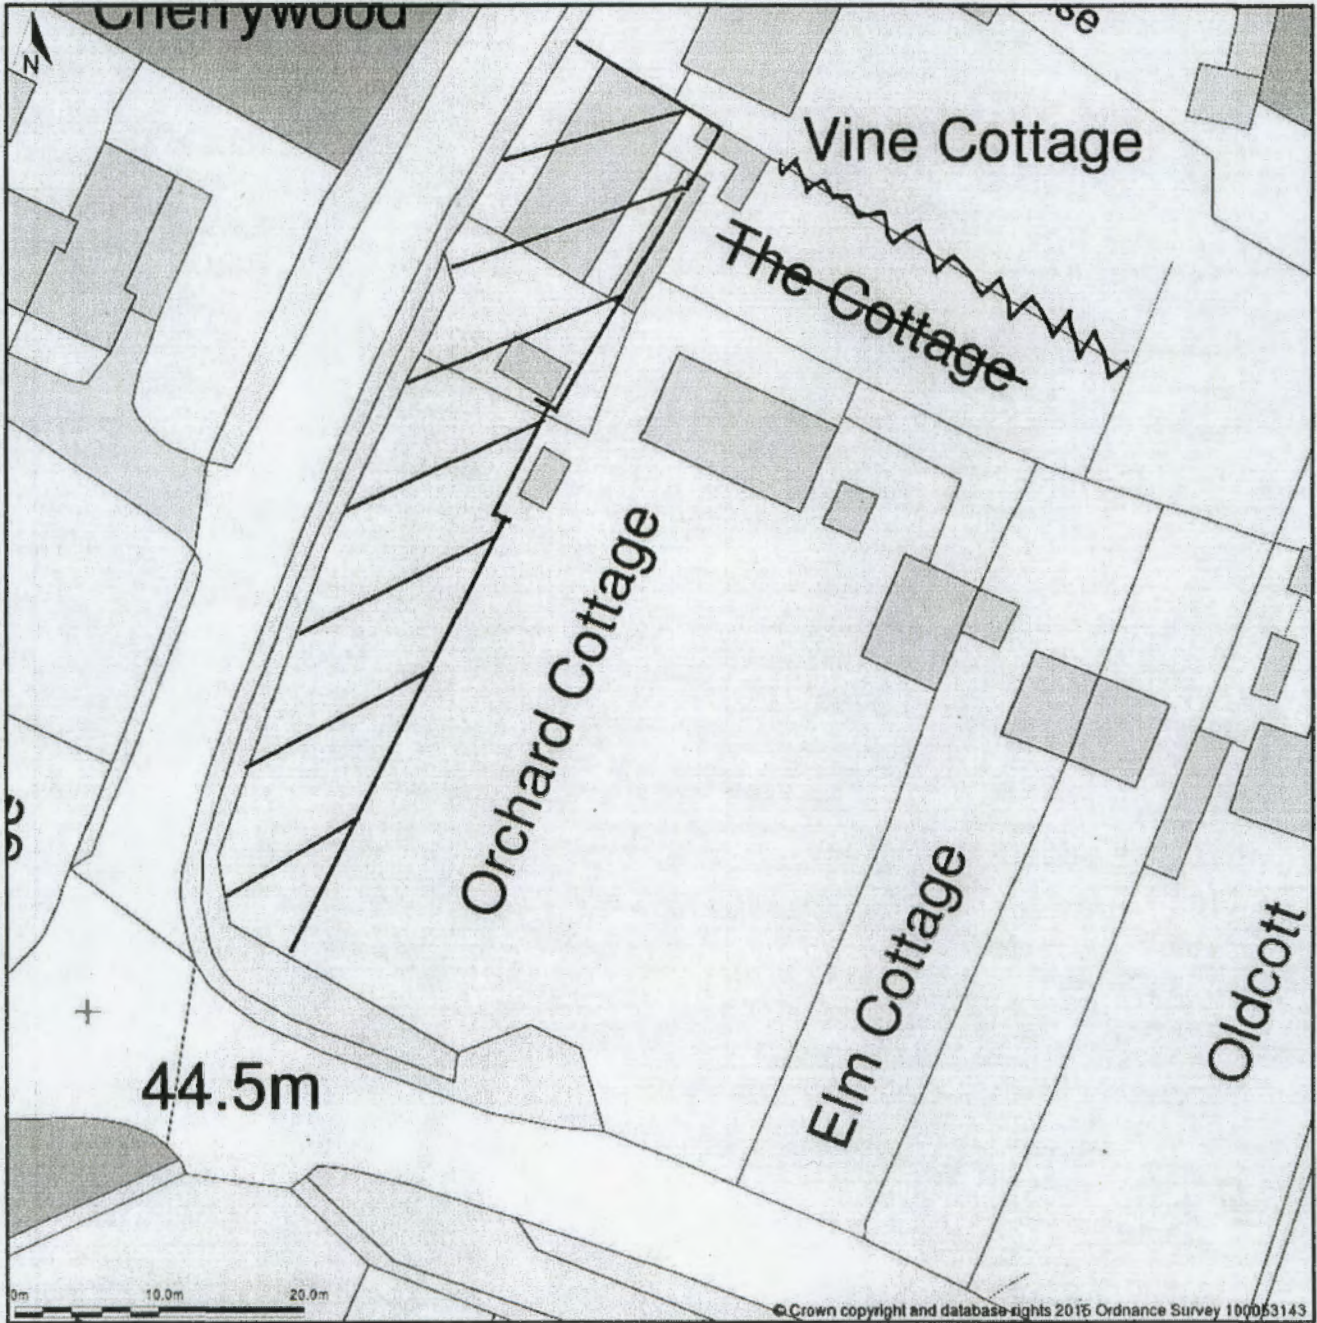 Cherrywood
N
Vine Cottage
The Cottage
Orchard Cottage
Elm Cottage
Oldcott
44.5m
0m 10.0m 20.0m
© Crown copyright and database rights 2015 Ordnance Survey 100053143